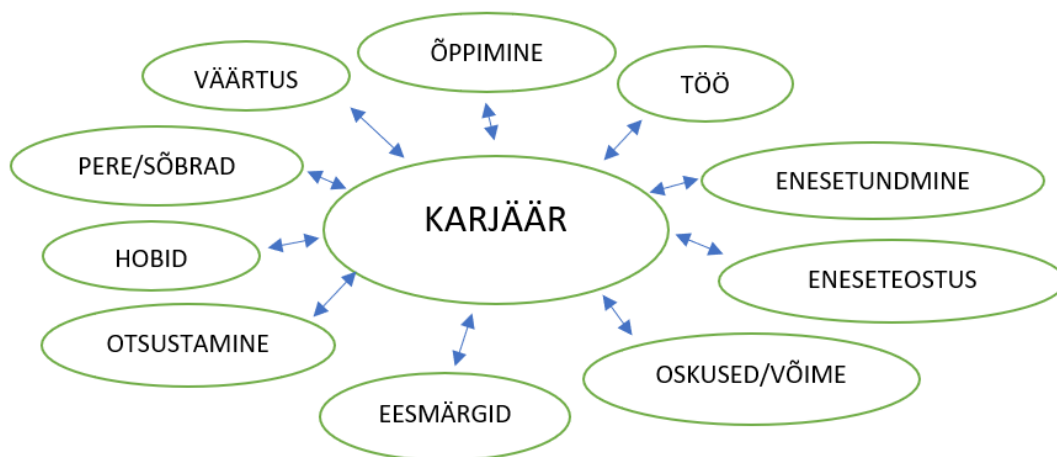 ÕPPIMINE
VÄÄRTUS
TÖÖ
PERE/SÕBRAD
ENESETUNDMINE
KARJÄÄR
HOBID
ENESETEOSTUS
OTSUSTAMINE
OSKUSED/VÕIME
EESMÄRGID